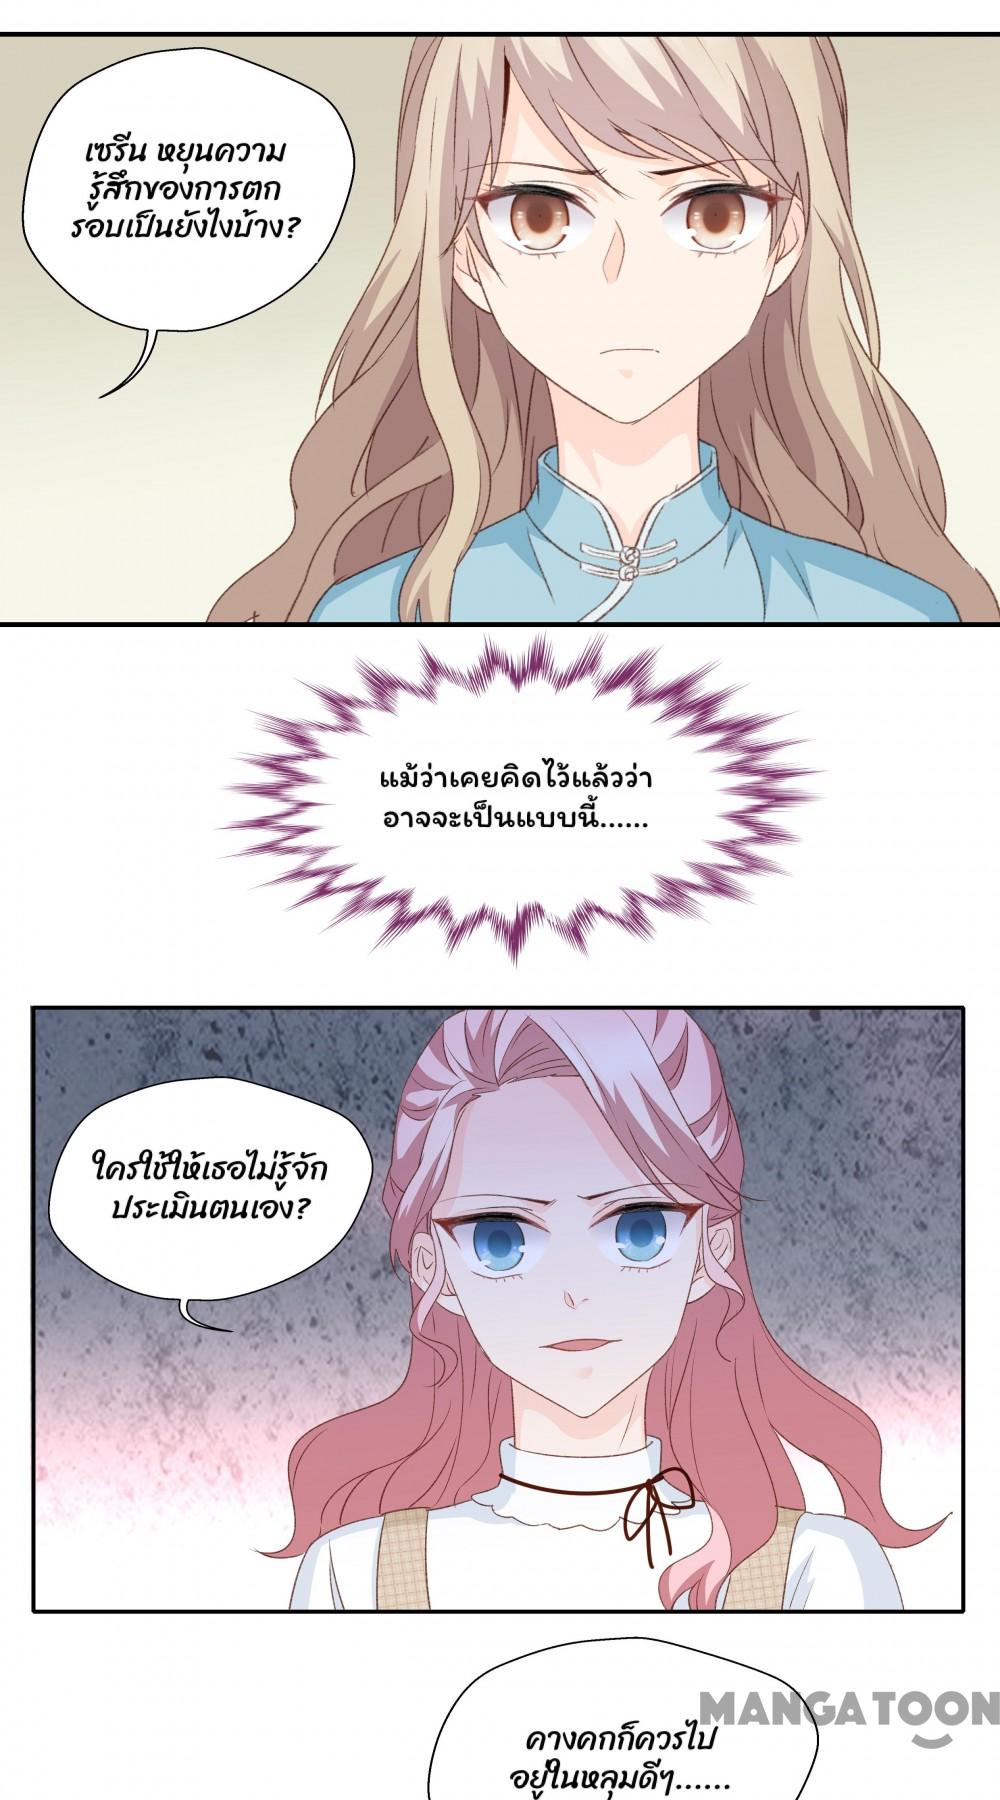 เซรีน หยุนความ
รู้สึกของการตก
รอบเป็นยังไงบ้าง?
แม้ว่าเคยคิดไว้แล้วว่า
อาจจะเป็นแบบนี้......
ใครใช้ให้เธอไม่รู้จัก
ประเมินตนเอง?
MANGATOON
คางคกก็ควรไป
อยู่ในหลุมดีๆ......